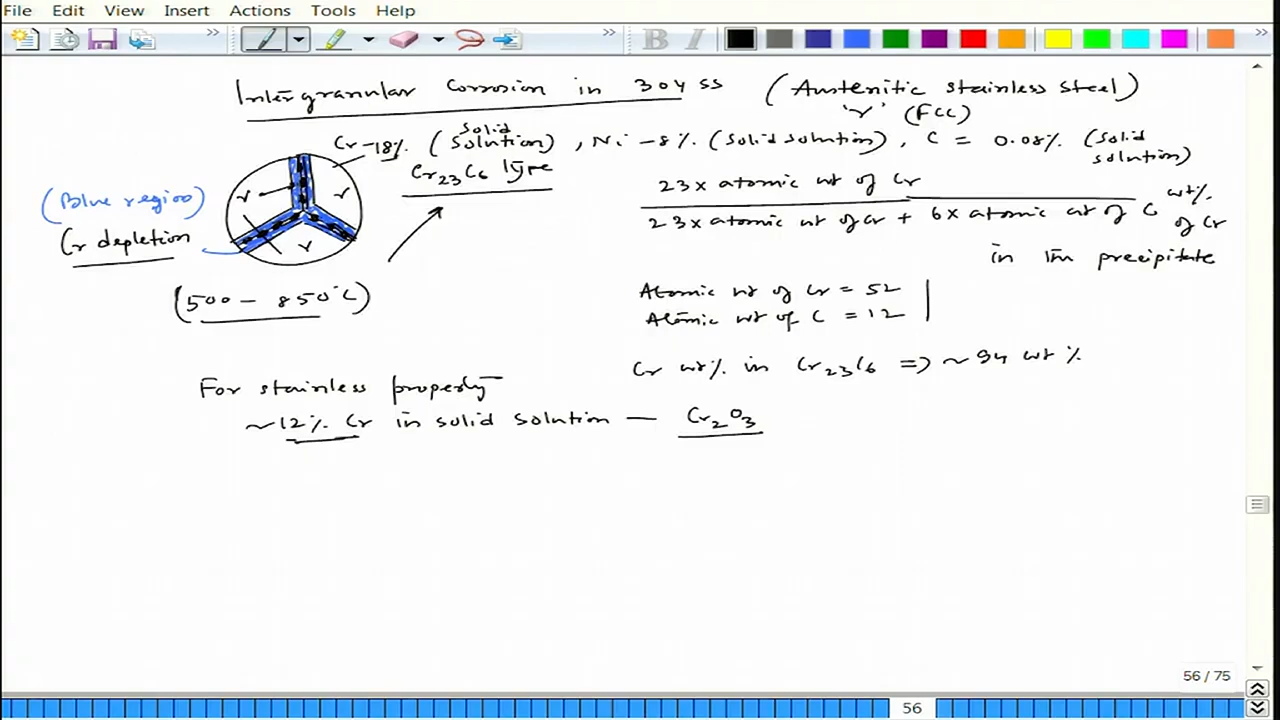 File Edit View Insert Actions Tools Help
Intergranular Corrosion in 304 SS (Austenitic stainless steel)
'γ' (FCC)
Cr-18% (solid solution), Ni-8% (solid solution), C = 0.08% (solid solution)
Cr23C6 type
γ γ
γ
(Blue region)
Cr depletion
(500 - 850°C)
23 x atomic wt of Cr
23 x atomic wt of Cr + 6 x atomic wt of C
wt% of Cr
in the precipitate
Atomic wt of Cr = 52
Atomic wt of C = 12
Cr wt% in Cr23C6 => ~94 wt %
For stainless property
~12% Cr in solid solution — Cr2O3
56 / 75
56